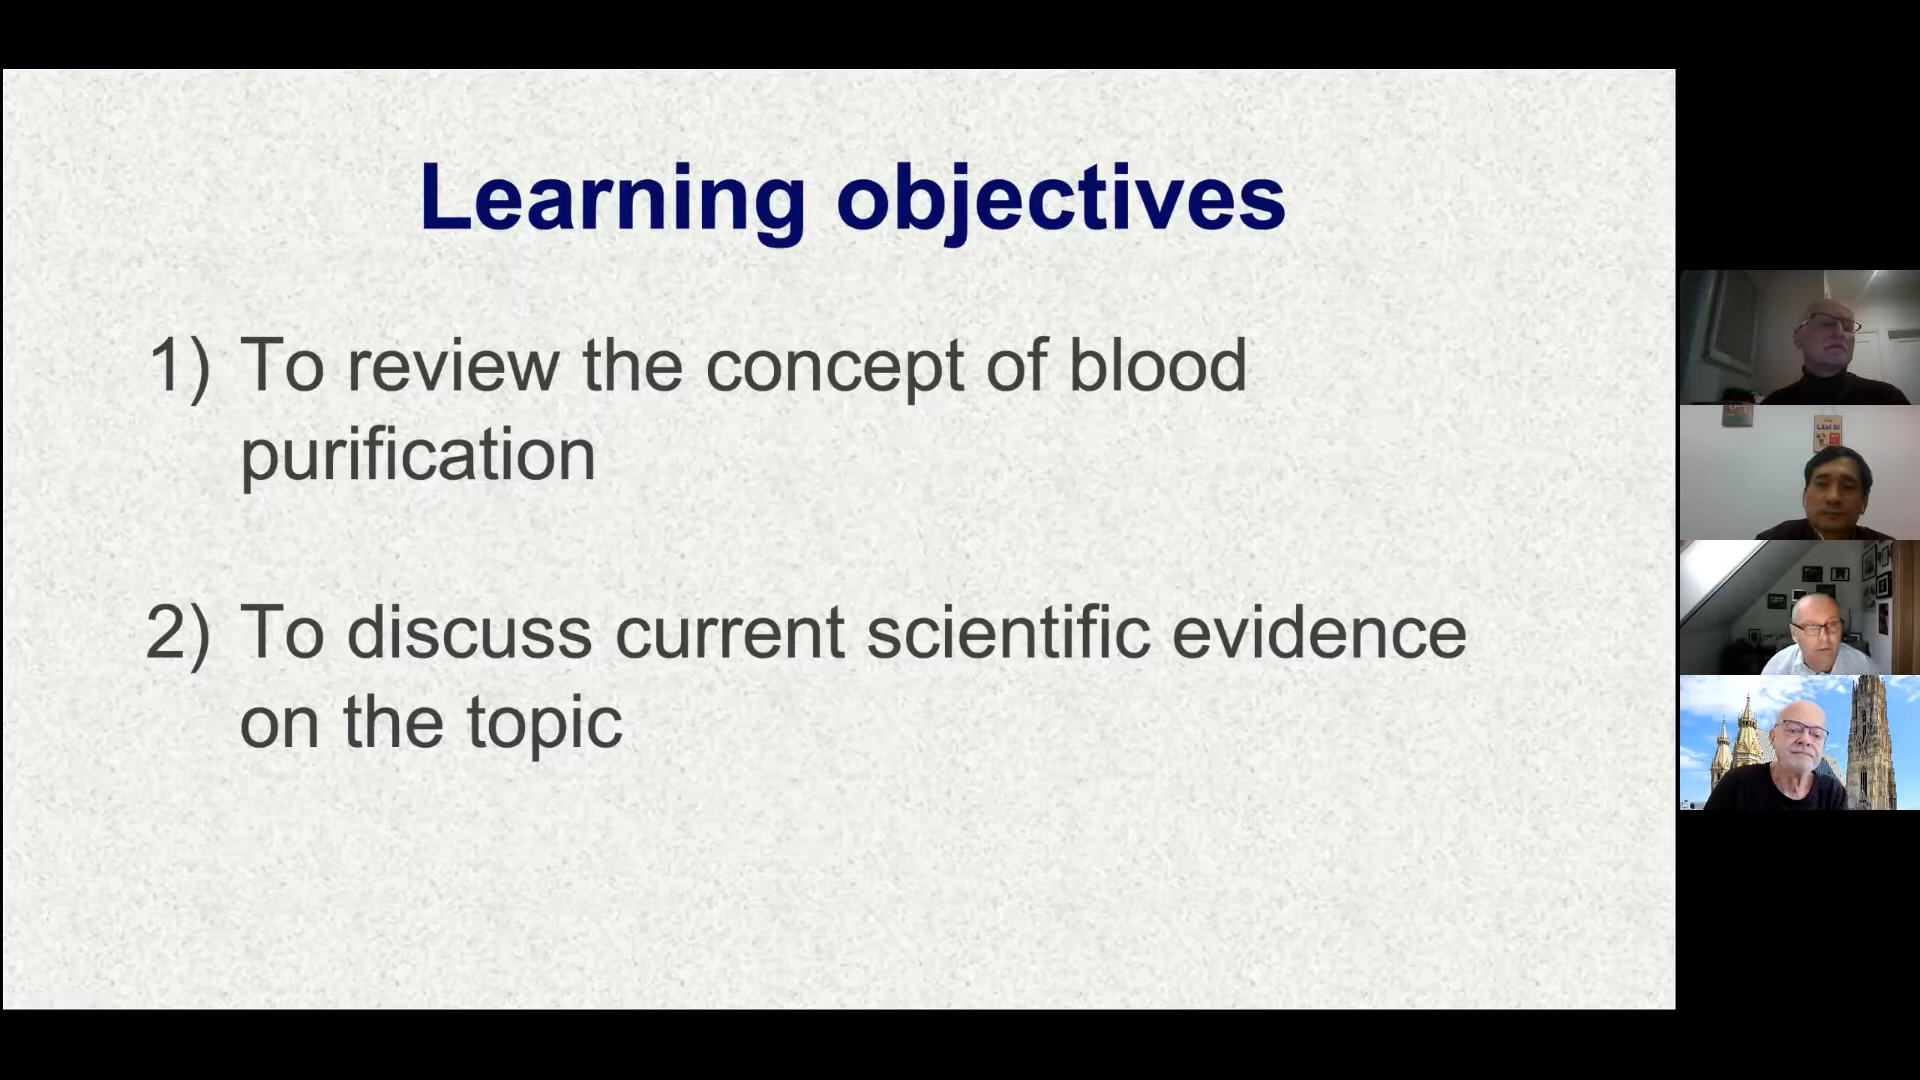 Learning objectives
1) To review the concept of blood
purification
2) To discuss current scientific evidence
on the topic